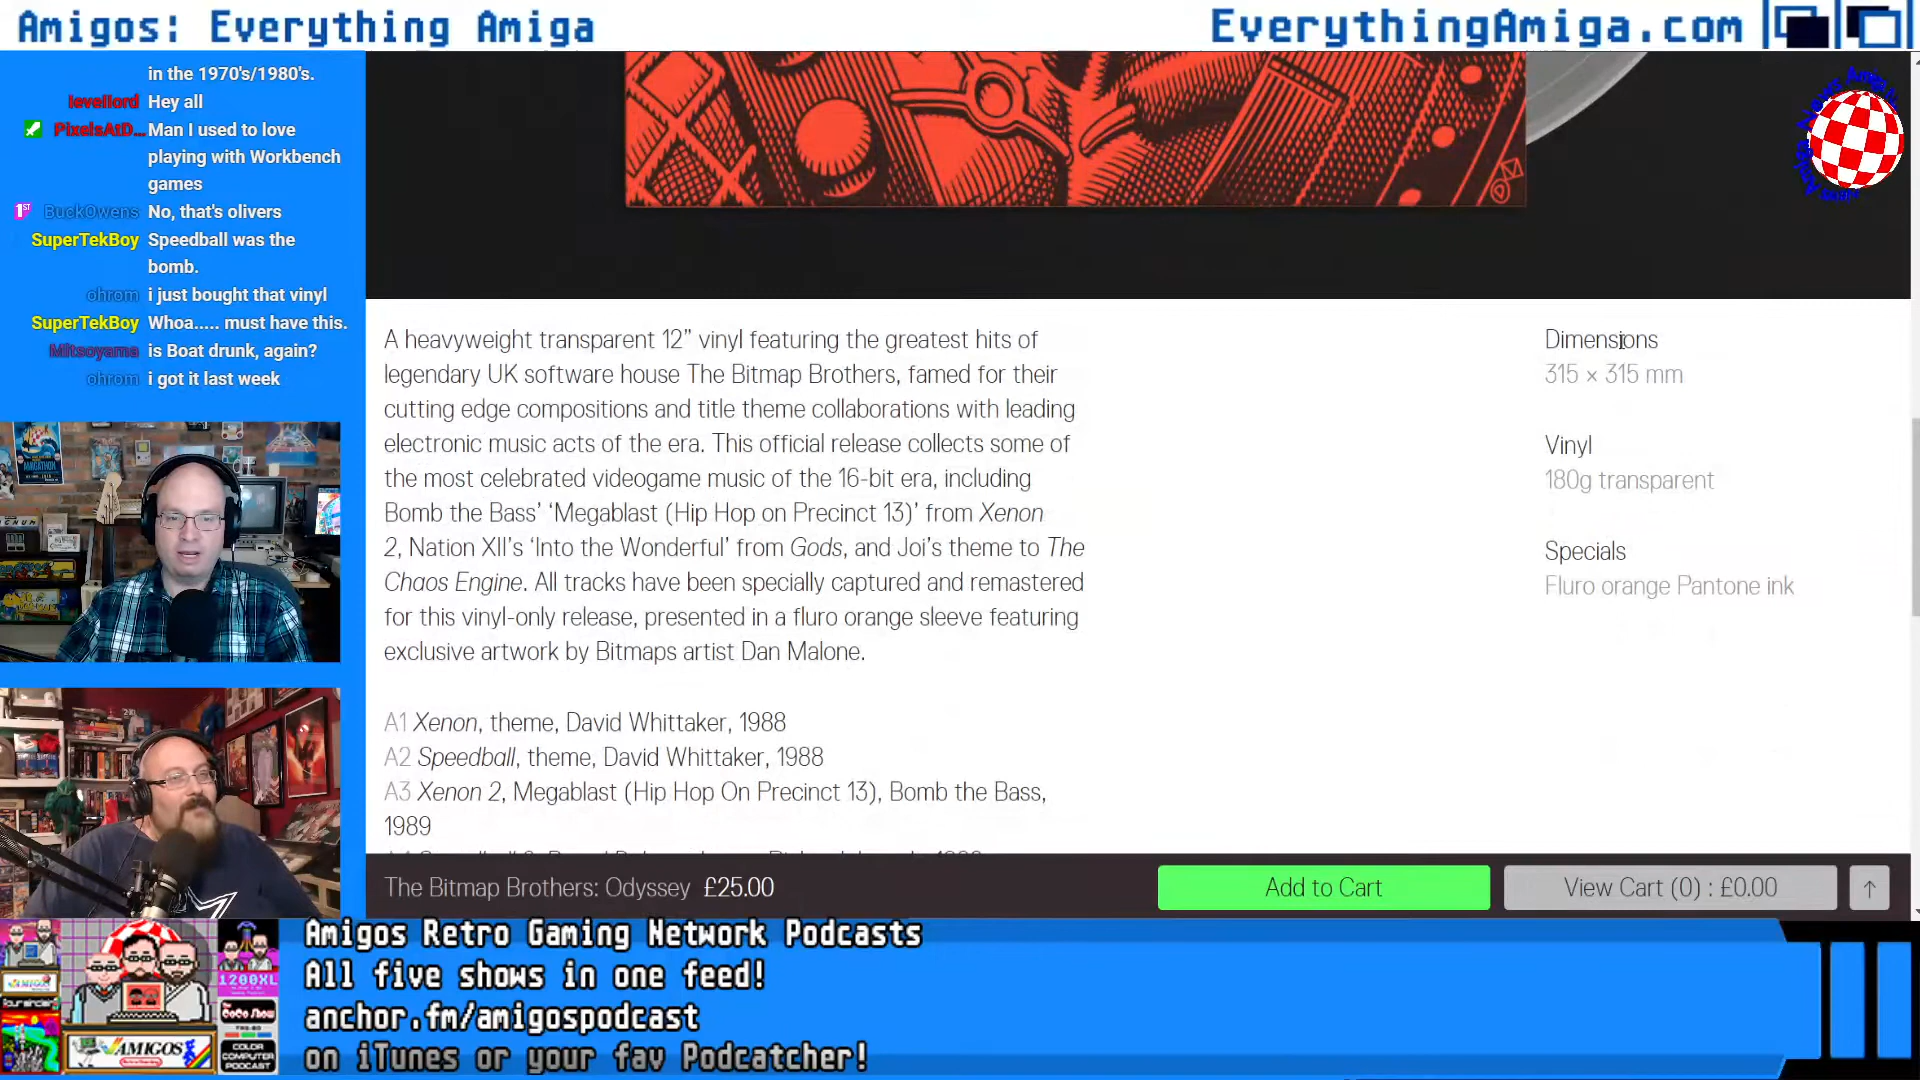 Amigos: Everything Amiga
EverythingAmiga.com
in the 1970's/1980's.
levellord Hey all
PixelsAtD... Man I used to love
playing with Workbench
games
1ST BuckOwens No, that's olivers
SuperTekBoy Speedball was the
bomb.
ohrom i just bought that vinyl
SuperTekBoy Whoa..... must have this.
Mitsoyama is Boat drunk, again?
ohrom i got it last week
A heavyweight transparent 12” vinyl featuring the greatest hits of
legendary UK software house The Bitmap Brothers, famed for their
cutting edge compositions and title theme collaborations with leading
electronic music acts of the era. This official release collects some of
the most celebrated videogame music of the 16-bit era, including
Bomb the Bass’ ‘Megablast (Hip Hop on Precinct 13)’ from Xenon
2, Nation XII’s ‘Into the Wonderful’ from Gods, and Joi’s theme to The
Chaos Engine. All tracks have been specially captured and remastered
for this vinyl-only release, presented in a fluro orange sleeve featuring
exclusive artwork by Bitmaps artist Dan Malone.
A1 Xenon, theme, David Whittaker, 1988
A2 Speedball, theme, David Whittaker, 1988
A3 Xenon 2, Megablast (Hip Hop On Precinct 13), Bomb the Bass,
1989
Dimensions
315 × 315 mm
Vinyl
180g transparent
Specials
Fluro orange Pantone ink
The Bitmap Brothers: Odyssey £25.00
Add to Cart
View Cart (0) : £0.00
Amigos Retro Gaming Network Podcasts
All five shows in one feed!
anchor.fm/amigospodcast
on iTunes or your fav Podcatcher!
1200XL
AMIGOS
COLOR
COMPUTER
PODCAST